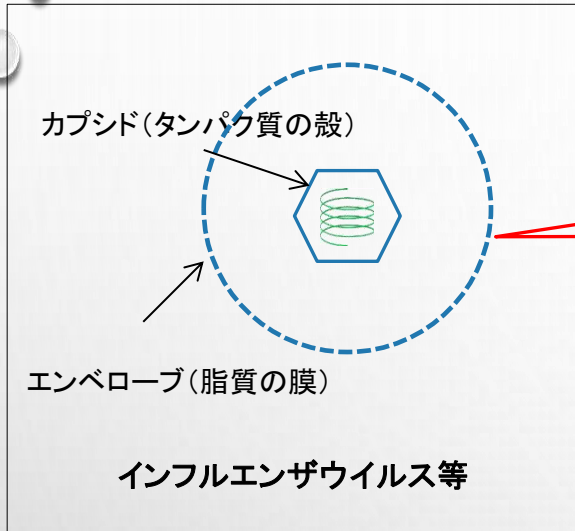 カプシド（タンパク質の殻）
エンベローブ（脂質の膜）
インフルエンザウイルス等